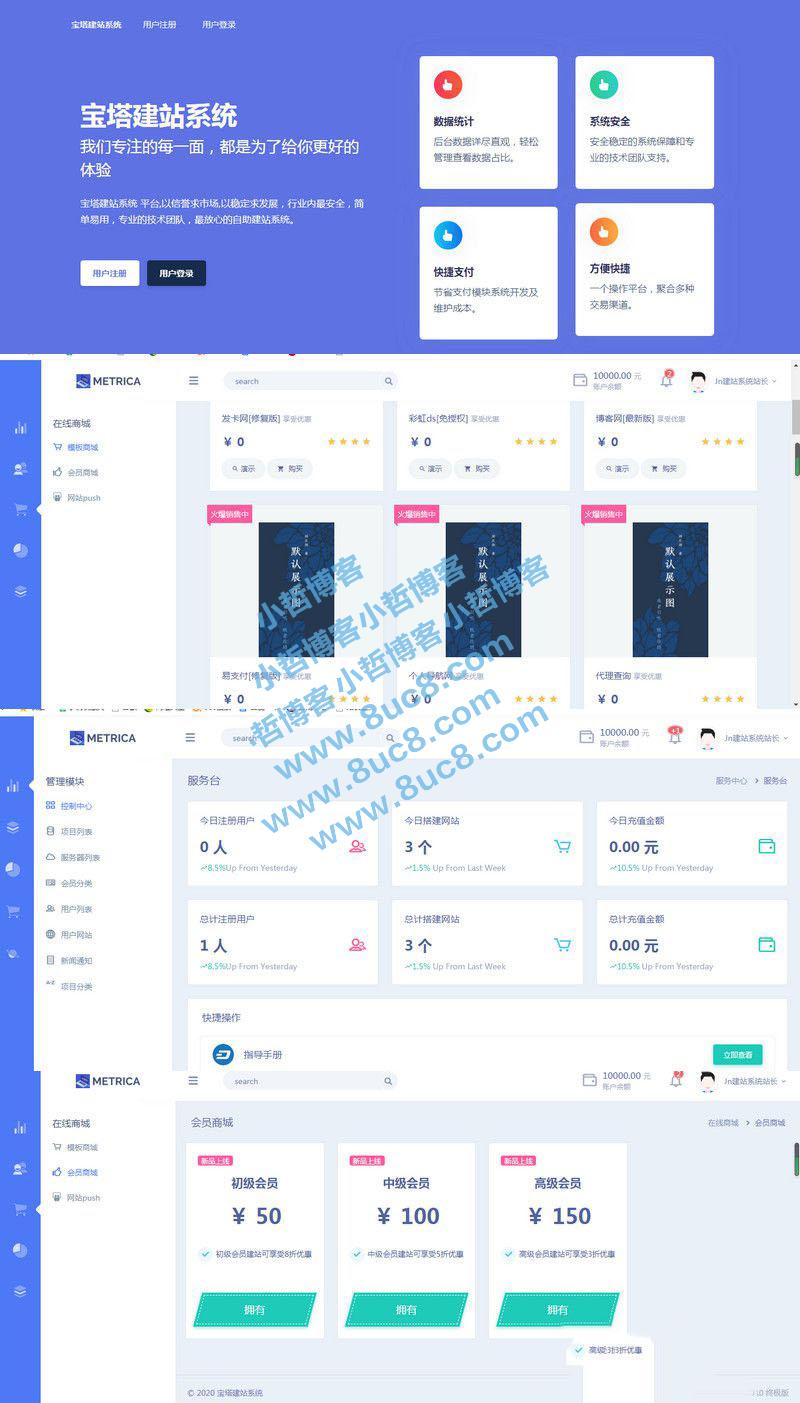 宝塔建站系统 用户注册 用户登录
宝塔建站系统
我们专注的每一面，都是为了给你更好的
体验
宝塔建站系统 平台,以信誉求市场,以稳定求发展，行业内最安全，简
单易用，专业的技术团队，最放心的自助建站系统。
用户注册 用户登录
数据统计
后台数据详尽直观，轻松
管理查看数据占比。
系统安全
安全稳定的系统保障和专
业的技术团队支持。
快捷支付
节省支付模块系统开发及
维护成本。
方便快捷
一个操作平台，聚合多种
交易渠道。
METRICA
search
10000.00 元
账户余额
2
Jn建站系统站长
在线商城
模板商城
会员商城
网站push
发卡网[修复版] 享受优惠
¥ 0
演示 购买
彩虹ds[免授权] 享受优惠
¥ 0
演示 购买
博客网[最新版] 享受优惠
¥ 0
演示 购买
火爆销售中
默认展示图
易支付[修复版] 享受优惠
¥ 0
火爆销售中
默认展示图
个人导航网 享受优惠
¥ 0
火爆销售中
默认展示图
代理查询 享受优惠
¥ 0
小哲博客小哲博客小哲博客
小哲博客小哲博客
哲博客 www.8uc8.com
www.8uc8.com
www.8uc8.com
METRICA
search
10000.00 元
账户余额
+1
Jn建站系统站长
管理模块
控制中心
项目列表
服务器列表
会员分类
用户列表
用户网站
新闻通知
项目分类
服务台
服务中心 > 服务台
今日注册用户
0 人
8.5%Up From Yesterday
今日搭建网站
3 个
1.5% Up From Last Week
今日充值金额
0.00 元
10.5% Up From Yesterday
总计注册用户
1 人
8.5%Up From Yesterday
总计搭建网站
3 个
1.5% Up From Last Week
总计充值金额
0.00 元
10.5% Up From Yesterday
快捷操作
指导手册
立即查看
METRICA
search
10000.00 元
账户余额
2
Jn建站系统站长
在线商城
模板商城
会员商城
网站push
会员商城
在线商城 > 会员商城
新品上线
初级会员
¥ 50
初级会员建站可享受8折优惠
拥有
新品上线
中级会员
¥ 100
中级会员建站可享受5折优惠
拥有
新品上线
高级会员
¥ 150
高级会员建站可享受3折优惠
拥有
© 2020 宝塔建站系统
终极版